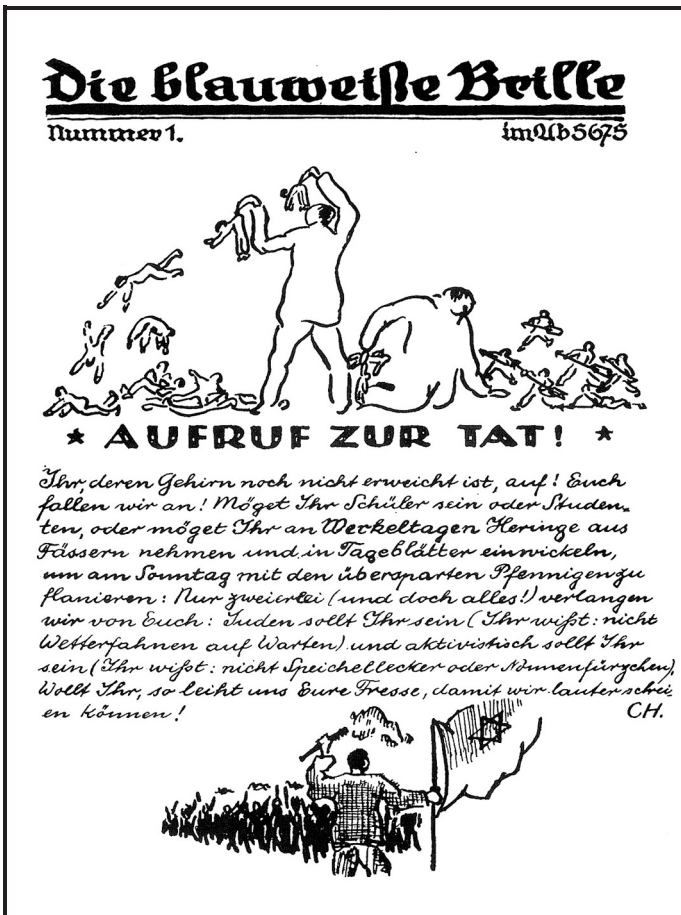 Die blauweiße Brille
Nummer 1. im Ab 5675
★ AUFRUF ZUR TAT! ★
Ihr, deren Gehirn noch nicht erweicht ist, auf! Euch
fallen wir an! Möget Ihr Schüler sein oder Studen-
ten, oder möget Ihr an Werkeltagen Heringe aus
Fässern nehmen und in Tageblätter einwickeln,
um am Sonntag mit den übersparten Pfennigen zu
flanieren: Nur zweierlei (und doch alles!) verlangen
wir von Euch: Juden sollt Ihr sein (Ihr wißt: nicht
Wetterfahnen auf Warten) und aktivistisch sollt Ihr
sein (Ihr wißt: nicht Speichellecker oder
Wollt Ihr, so leiht uns Eure Fresse, damit wir lauter schrei-
en können! CH.